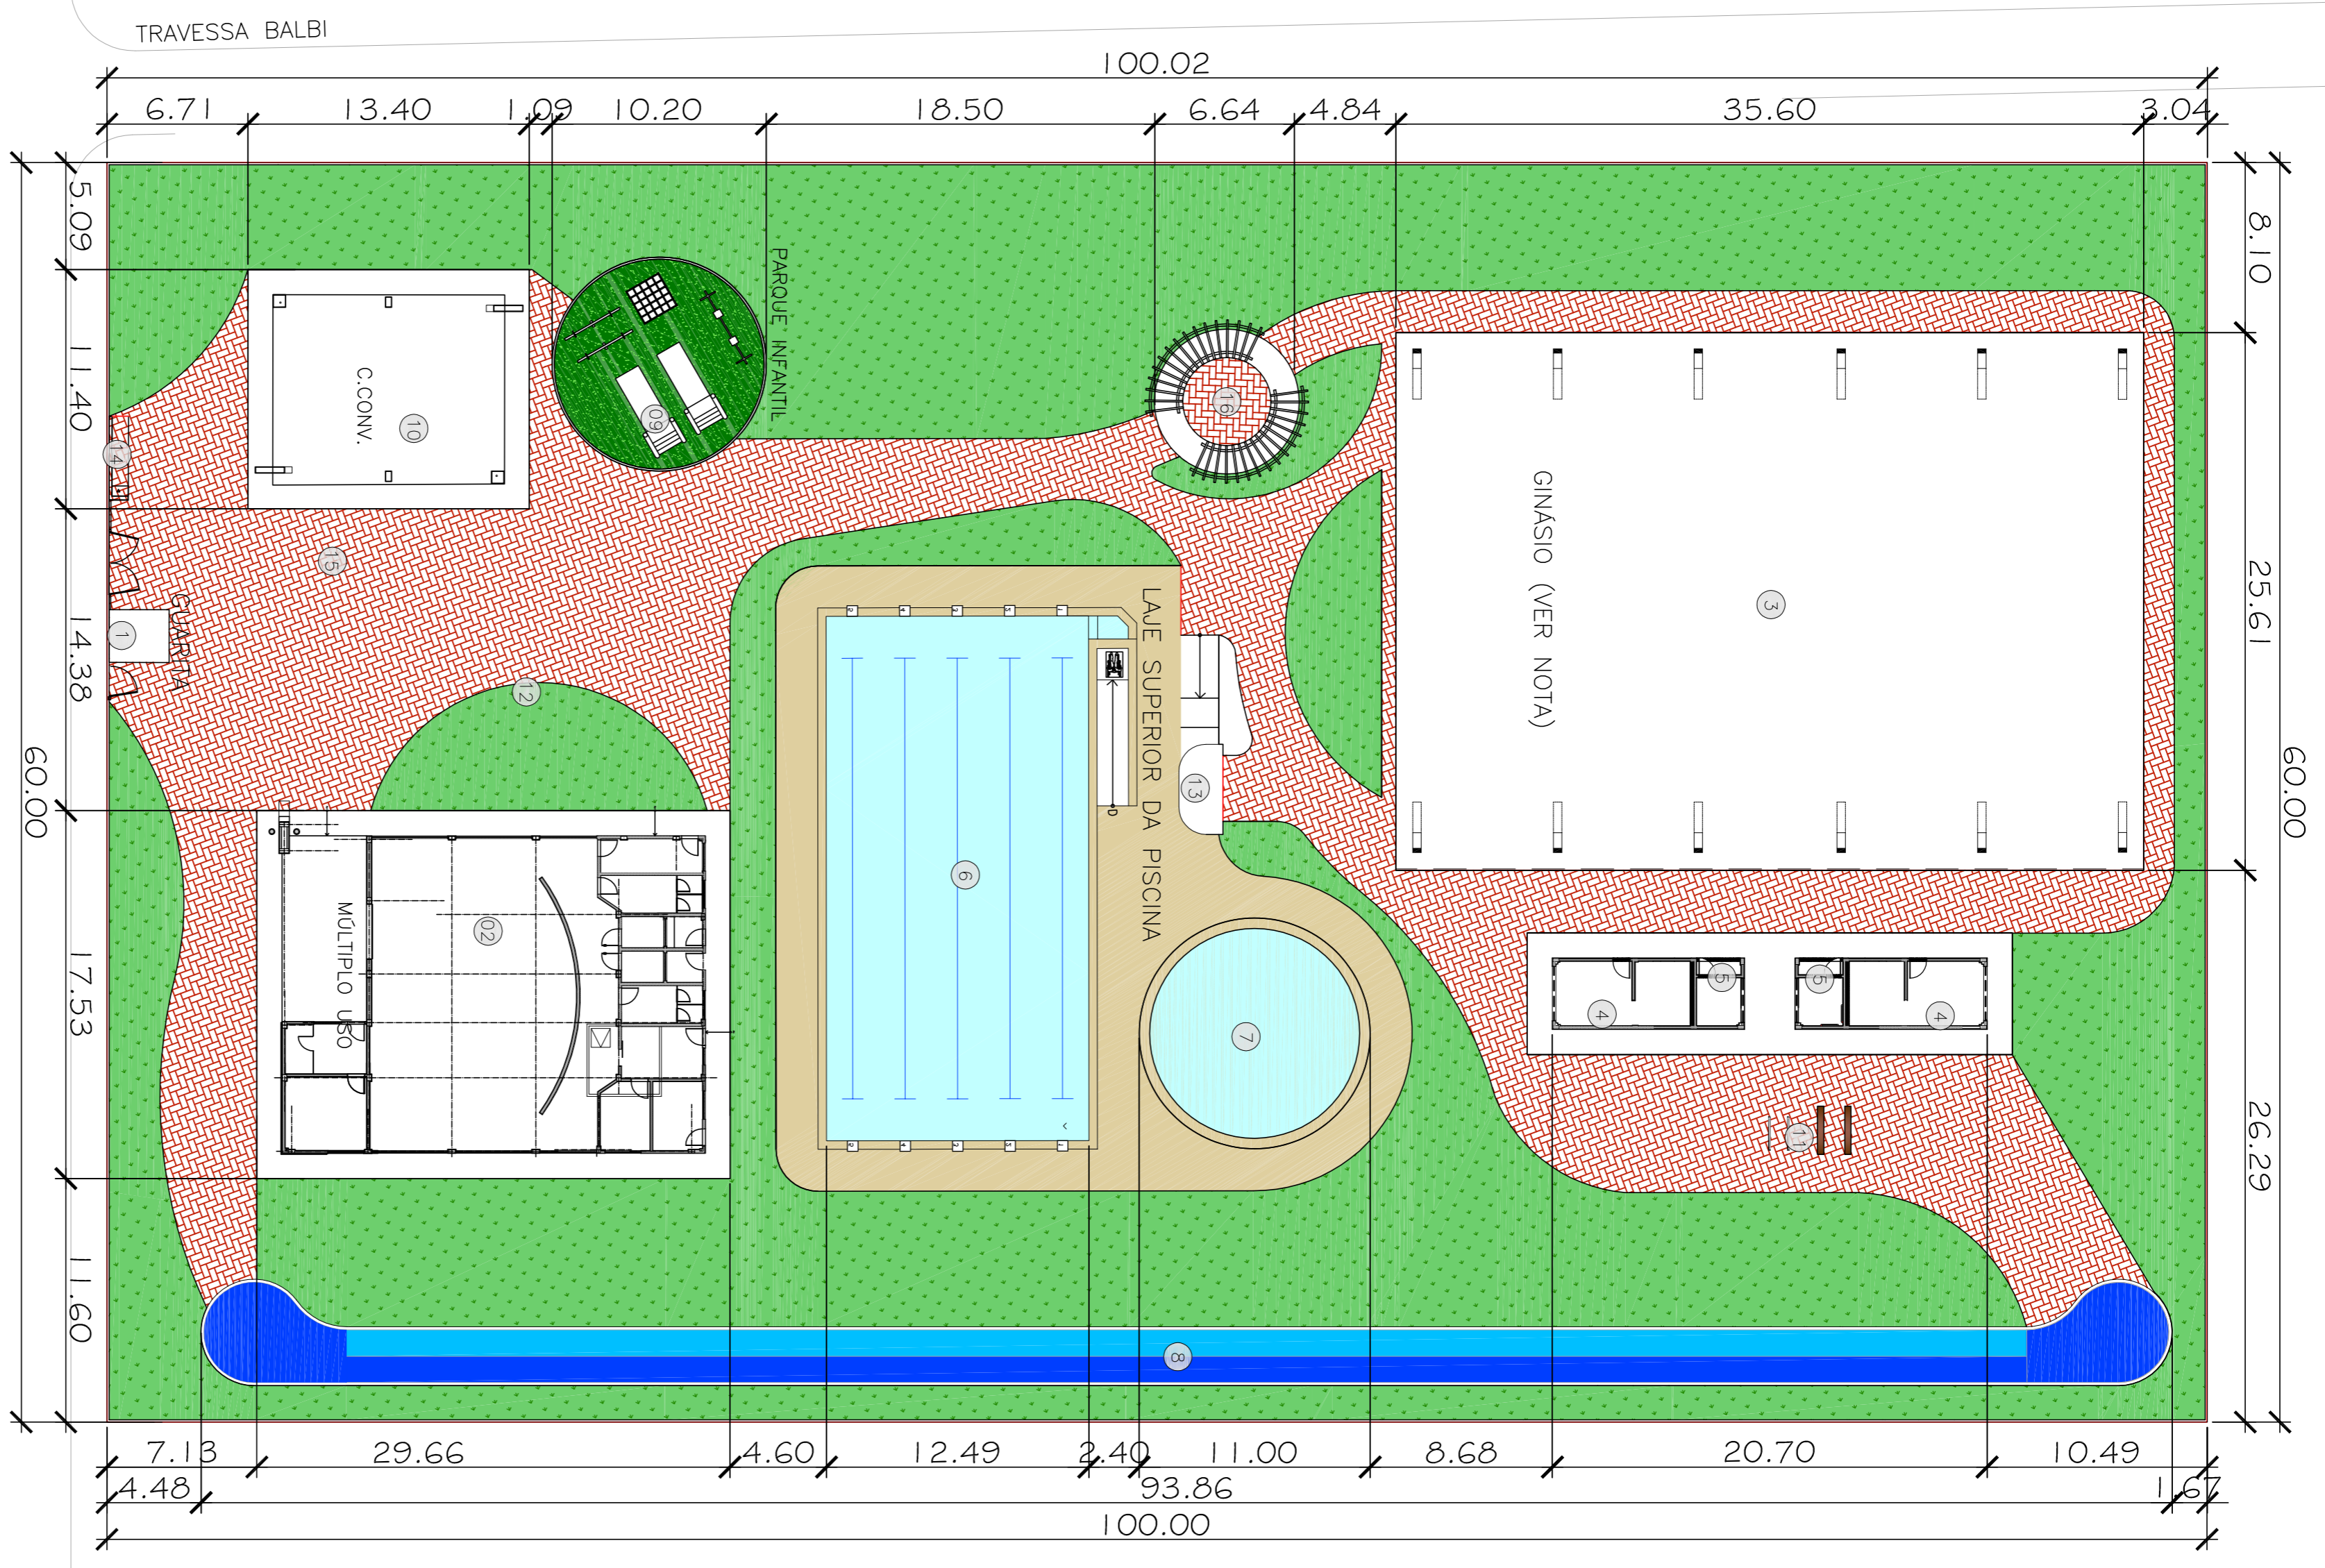 TRAVESSA BALBI
100.02
6.71 13.40 1.09 10.20 18.50 6.64 4.84 35.60 3.04
5.09
11.40
14.38
17.53
11.60
60.00
8.10
25.61
26.29
60.00
PARQUE INFANTIL
09
C.CONV.
10
14
15
GUARITA
1
12
MÚLTIPLO USO
02
16
GINÁSIO (VER NOTA)
3
LAJE SUPERIOR DA PISCINA
13
D
6
7
4
5
5
4
11
8
7.13 29.66 4.60 12.49 2.40 11.00 8.68 20.70 10.49
4.48 93.86 1.67
100.00